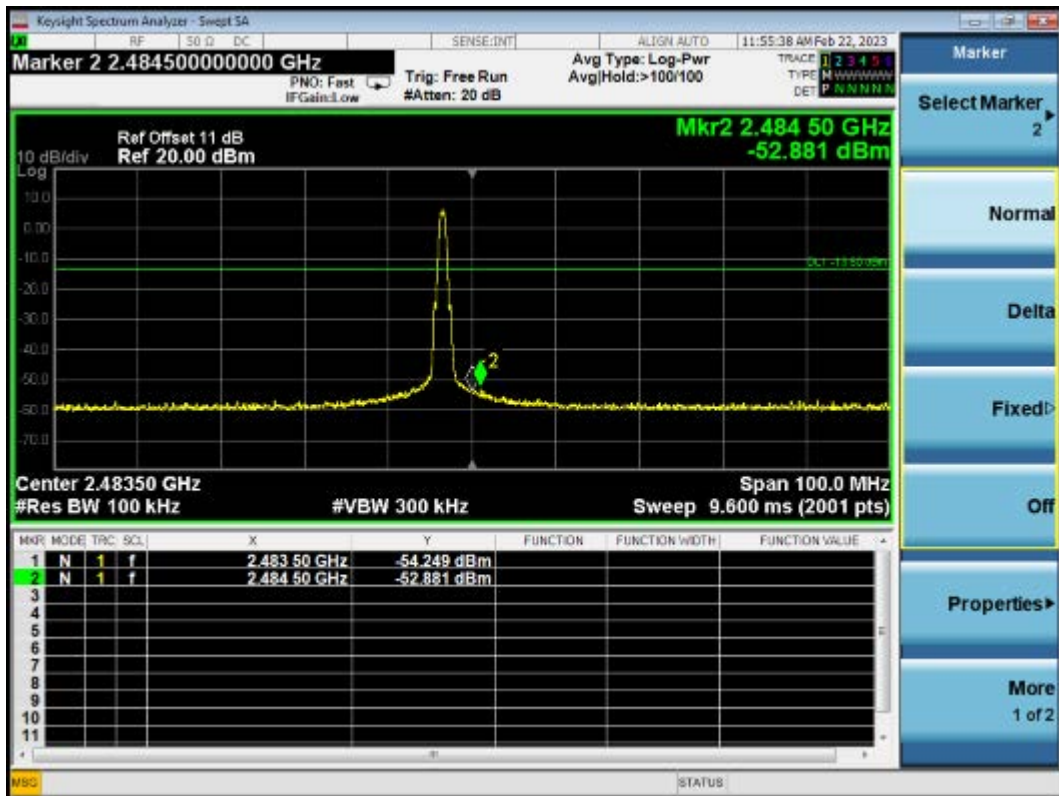 Keysight Spectrum Analyzer - Swept SA
RF 50 Ω DC SENSE:INT ALIGN AUTO 11:55:38 AM Feb 22, 2023
Marker 2 2.484500000000 GHz
PNO: Fast
IFGain:Low
Trig: Free Run
#Atten: 20 dB
Avg Type: Log-Pwr
Avg|Hold:>100/100
TRACE 1 2 3 4 5 6
TYPE M WWWWW
DET P N N N N N
Mkr2 2.484 50 GHz
-52.881 dBm
Ref Offset 11 dB
10 dB/div Ref 20.00 dBm
Log
10.0
0.00
-10.0
-20.0
-30.0
-40.0
-50.0
-60.0
-70.0
2
Center 2.48350 GHz Span 100.0 MHz
#Res BW 100 kHz #VBW 300 kHz Sweep 9.600 ms (2001 pts)
MKR MODE TRC SCL X Y FUNCTION FUNCTION WIDTH FUNCTION VALUE
1 N 1 f 2.483 50 GHz -54.249 dBm
2 N 1 f 2.484 50 GHz -52.881 dBm
3
4
5
6
7
8
9
10
11
MSG STATUS
Marker
Select Marker
2
Normal
Delta
Fixed
Off
Properties
More
1 of 2